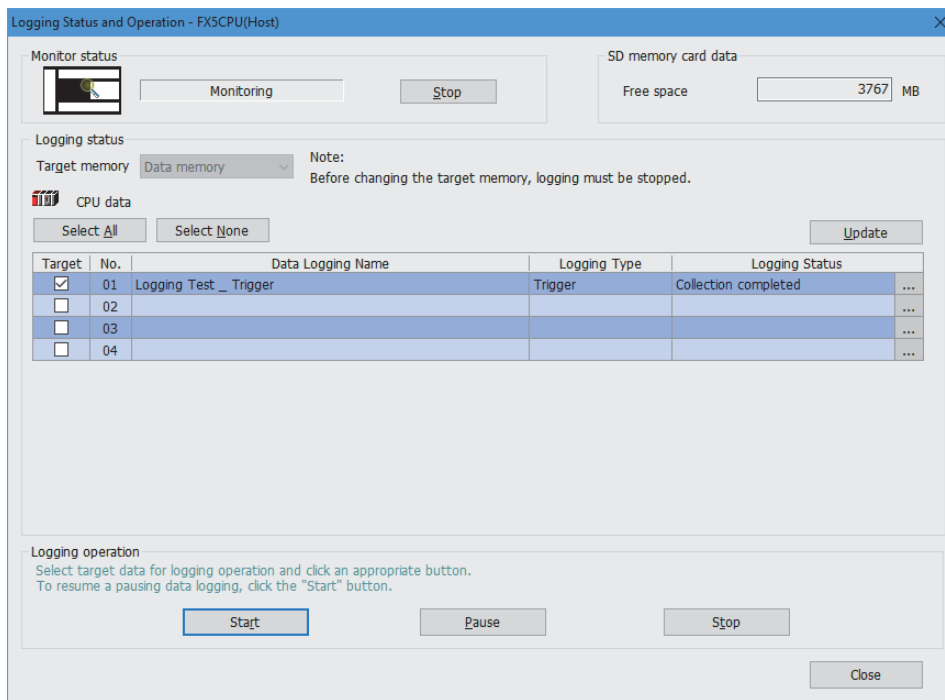 Logging Status and Operation - FX5CPU(Host)
Monitor status
Monitoring
Stop
SD memory card data
Free space 3767 MB
Logging status
Target memory Data memory
Note:
Before changing the target memory, logging must be stopped.
CPU data
Select All Select None Update
Target No. Data Logging Name Logging Type Logging Status
01 Logging Test _ Trigger Trigger Collection completed ...
02 ...
03 ...
04 ...
Logging operation
Select target data for logging operation and click an appropriate button.
To resume a pausing data logging, click the "Start" button.
Start Pause Stop
Close